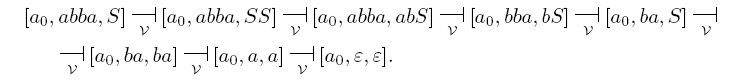 [a₀, abba, S] ⊣_𝒱 [a₀, abba, SS] ⊣_𝒱 [a₀, abba, abS] ⊣_𝒱 [a₀, bba, bS] ⊣_𝒱 [a₀, ba, S] ⊣_𝒱
⊣_𝒱 [a₀, ba, ba] ⊣_𝒱 [a₀, a, a] ⊣_𝒱 [a₀, ε, ε].